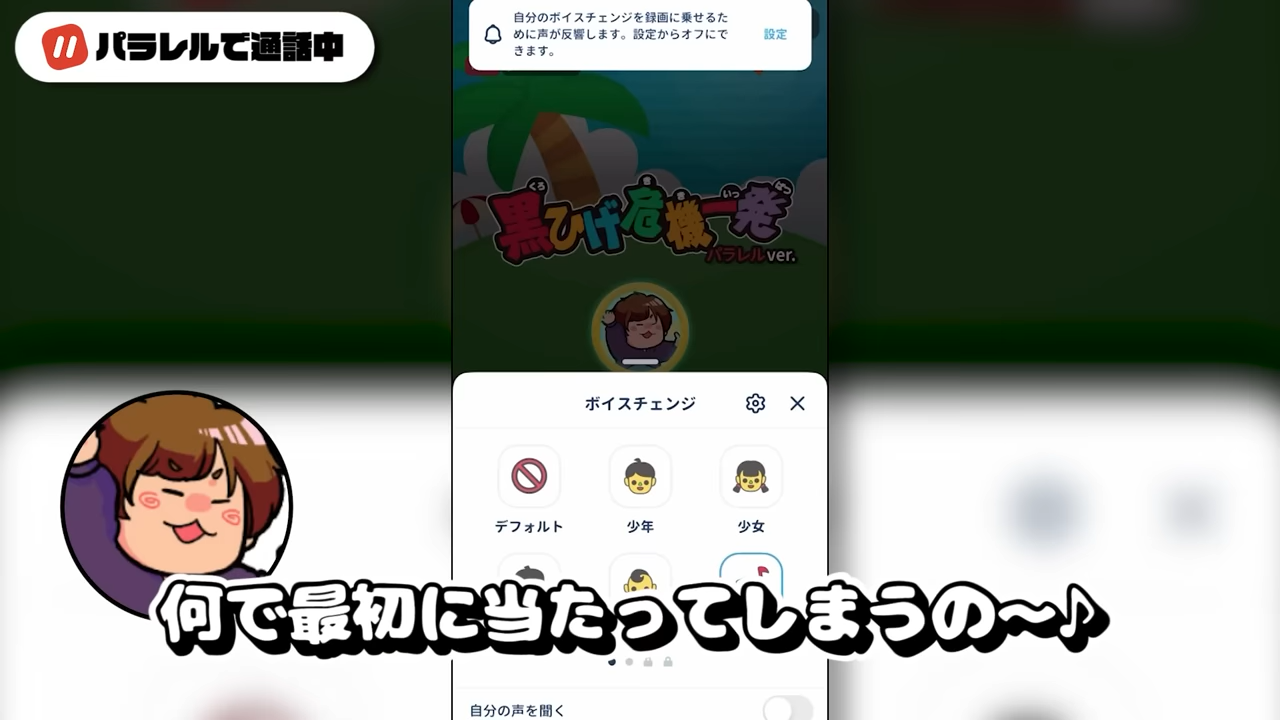 パラレルで通話中
自分のボイスチェンジを録画に乗せるた
めに声が反響します。設定からオフにで
きます。
設定
くろ き き いっ ぱつ
黒ひげ危機一発
パラレルver.
ボイスチェンジ
デフォルト
少年
少女
何で最初に当たってしまうの〜♪
自分の声を聞く